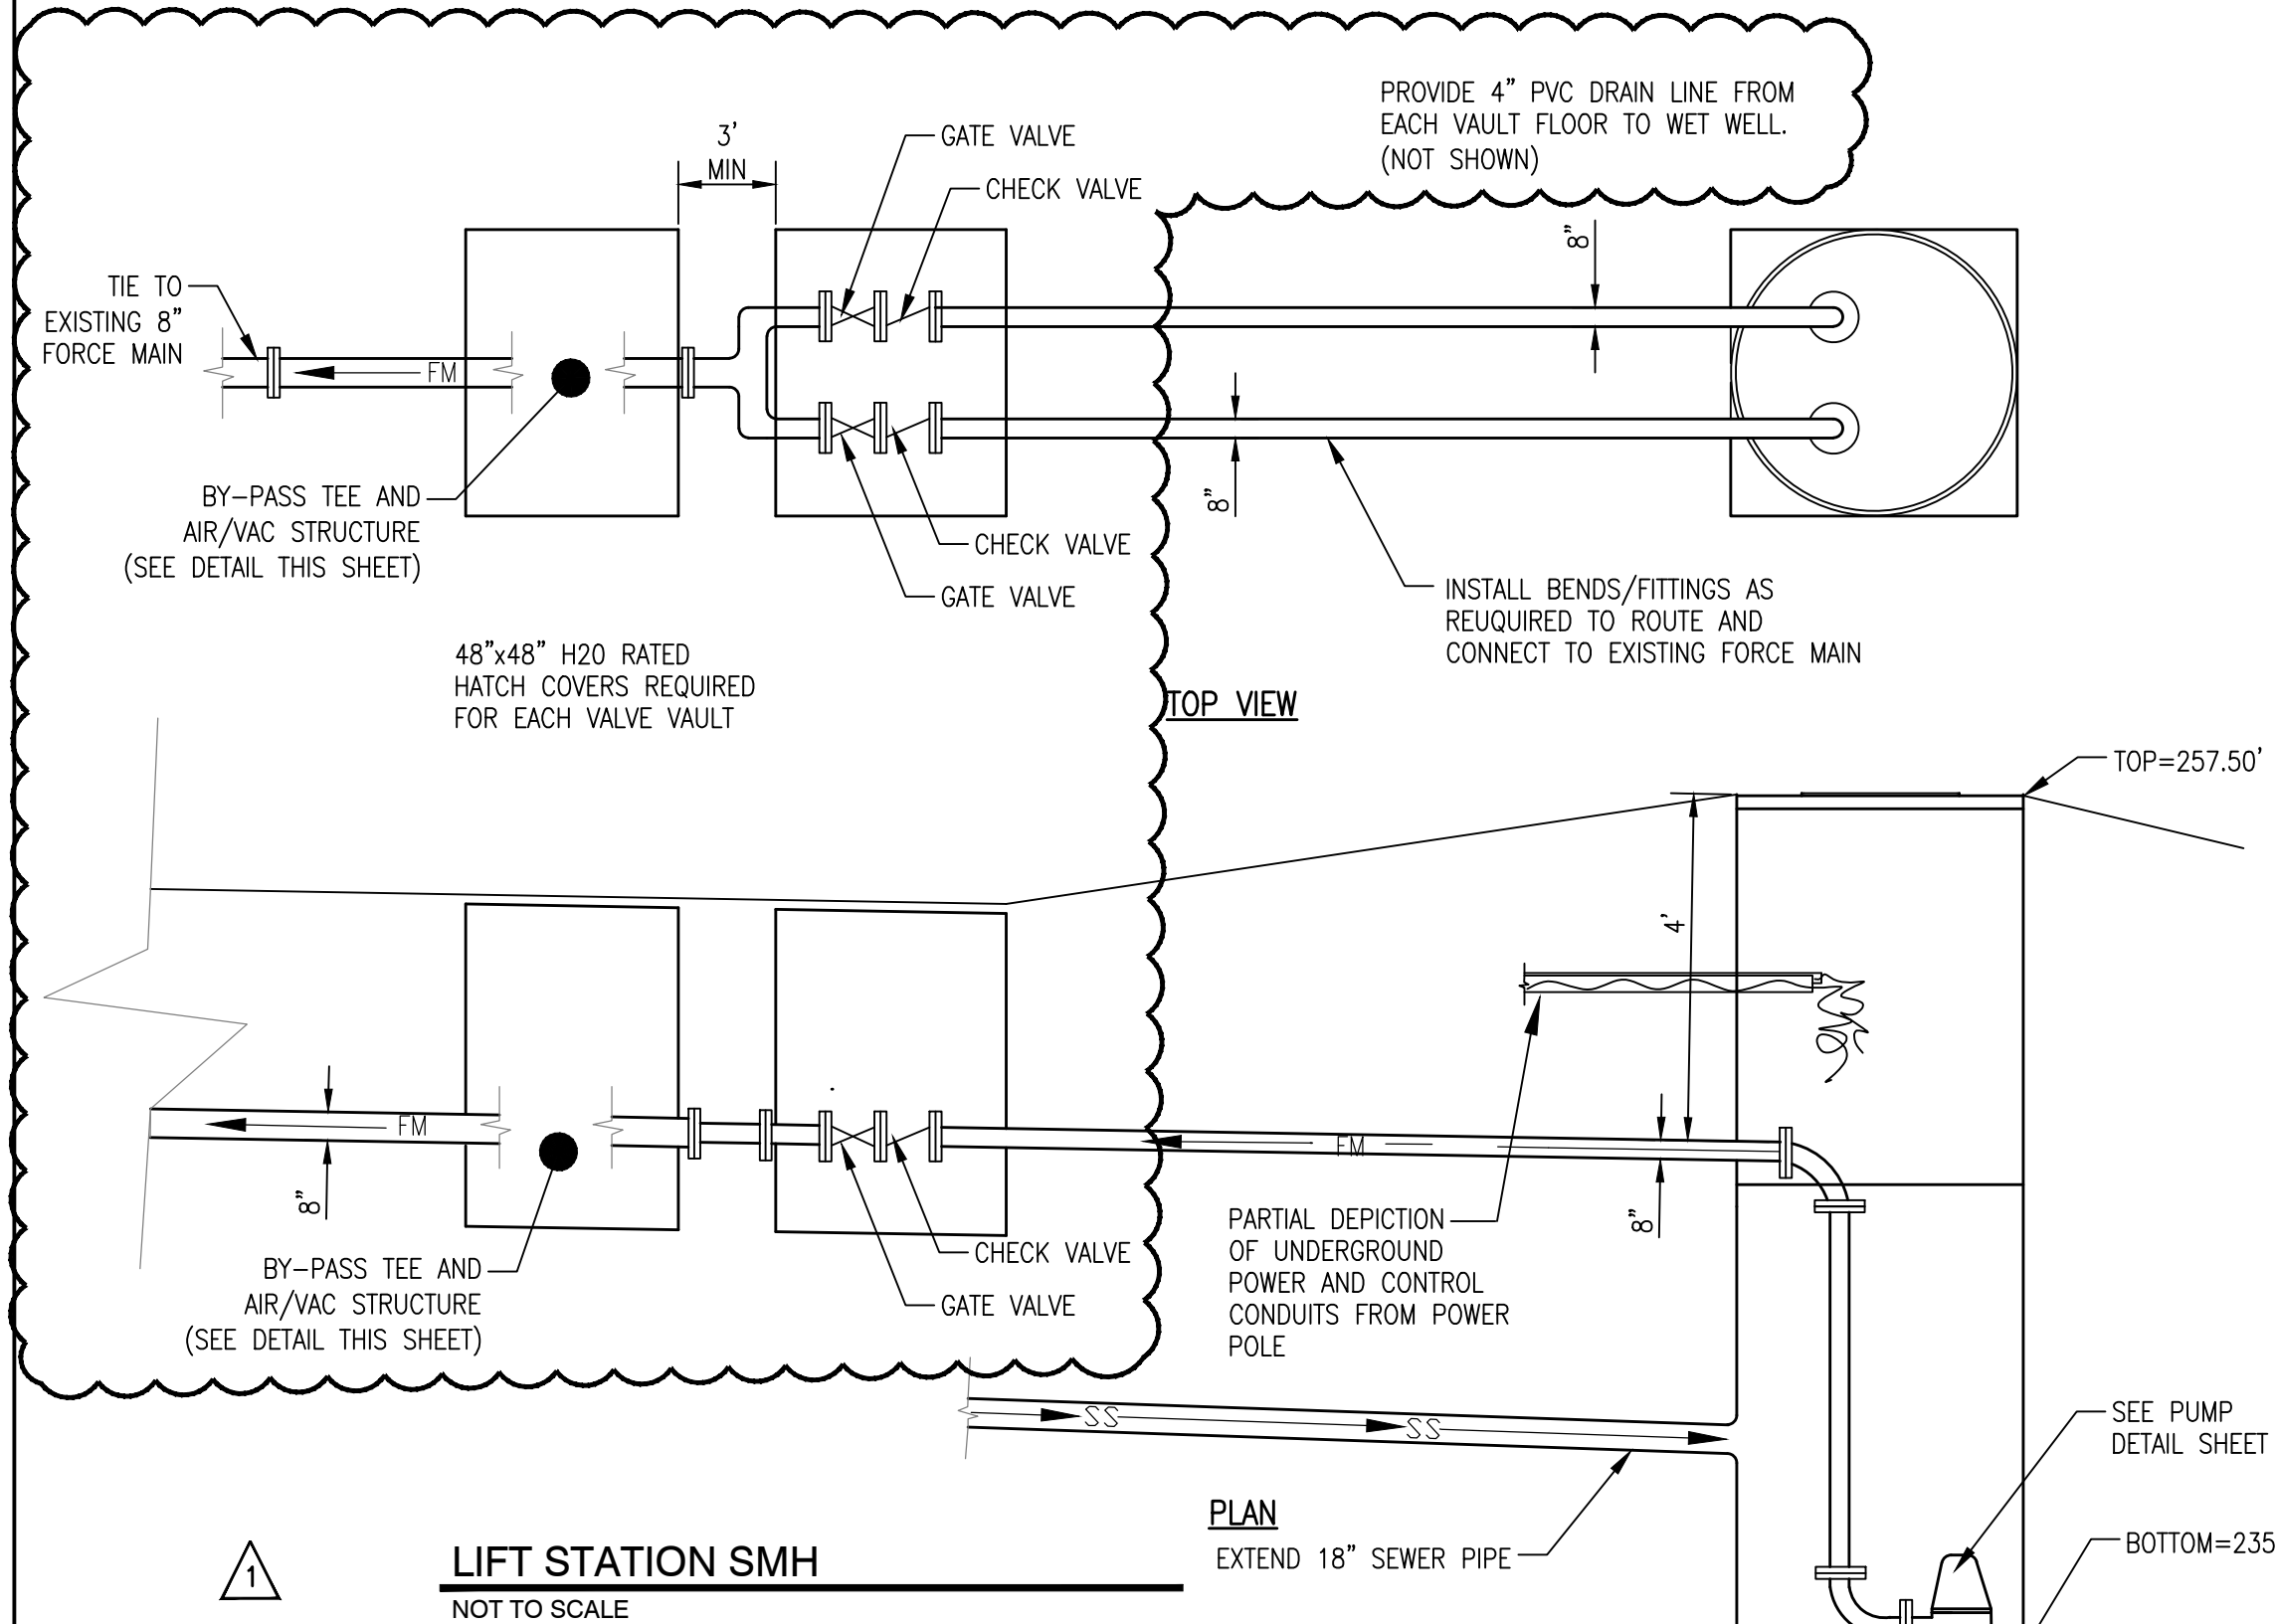 PROVIDE 4" PVC DRAIN LINE FROM
EACH VAULT FLOOR TO WET WELL.
(NOT SHOWN)
3'
MIN
GATE VALVE
CHECK VALVE
8"
TIE TO
EXISTING 8"
FORCE MAIN
FM
8"
BY-PASS TEE AND
AIR/VAC STRUCTURE
(SEE DETAIL THIS SHEET)
CHECK VALVE
GATE VALVE
INSTALL BENDS/FITTINGS AS
REUQUIRED TO ROUTE AND
CONNECT TO EXISTING FORCE MAIN
48"x48" H20 RATED
HATCH COVERS REQUIRED
FOR EACH VALVE VAULT
TOP VIEW
TOP=257.50'
4'
FM
FM
8"
8"
BY-PASS TEE AND
AIR/VAC STRUCTURE
(SEE DETAIL THIS SHEET)
CHECK VALVE
GATE VALVE
PARTIAL DEPICTION
OF UNDERGROUND
POWER AND CONTROL
CONDUITS FROM POWER
POLE
SS
SS
SEE PUMP
DETAIL SHEET
PLAN
EXTEND 18" SEWER PIPE
BOTTOM=235
1
LIFT STATION SMH
NOT TO SCALE